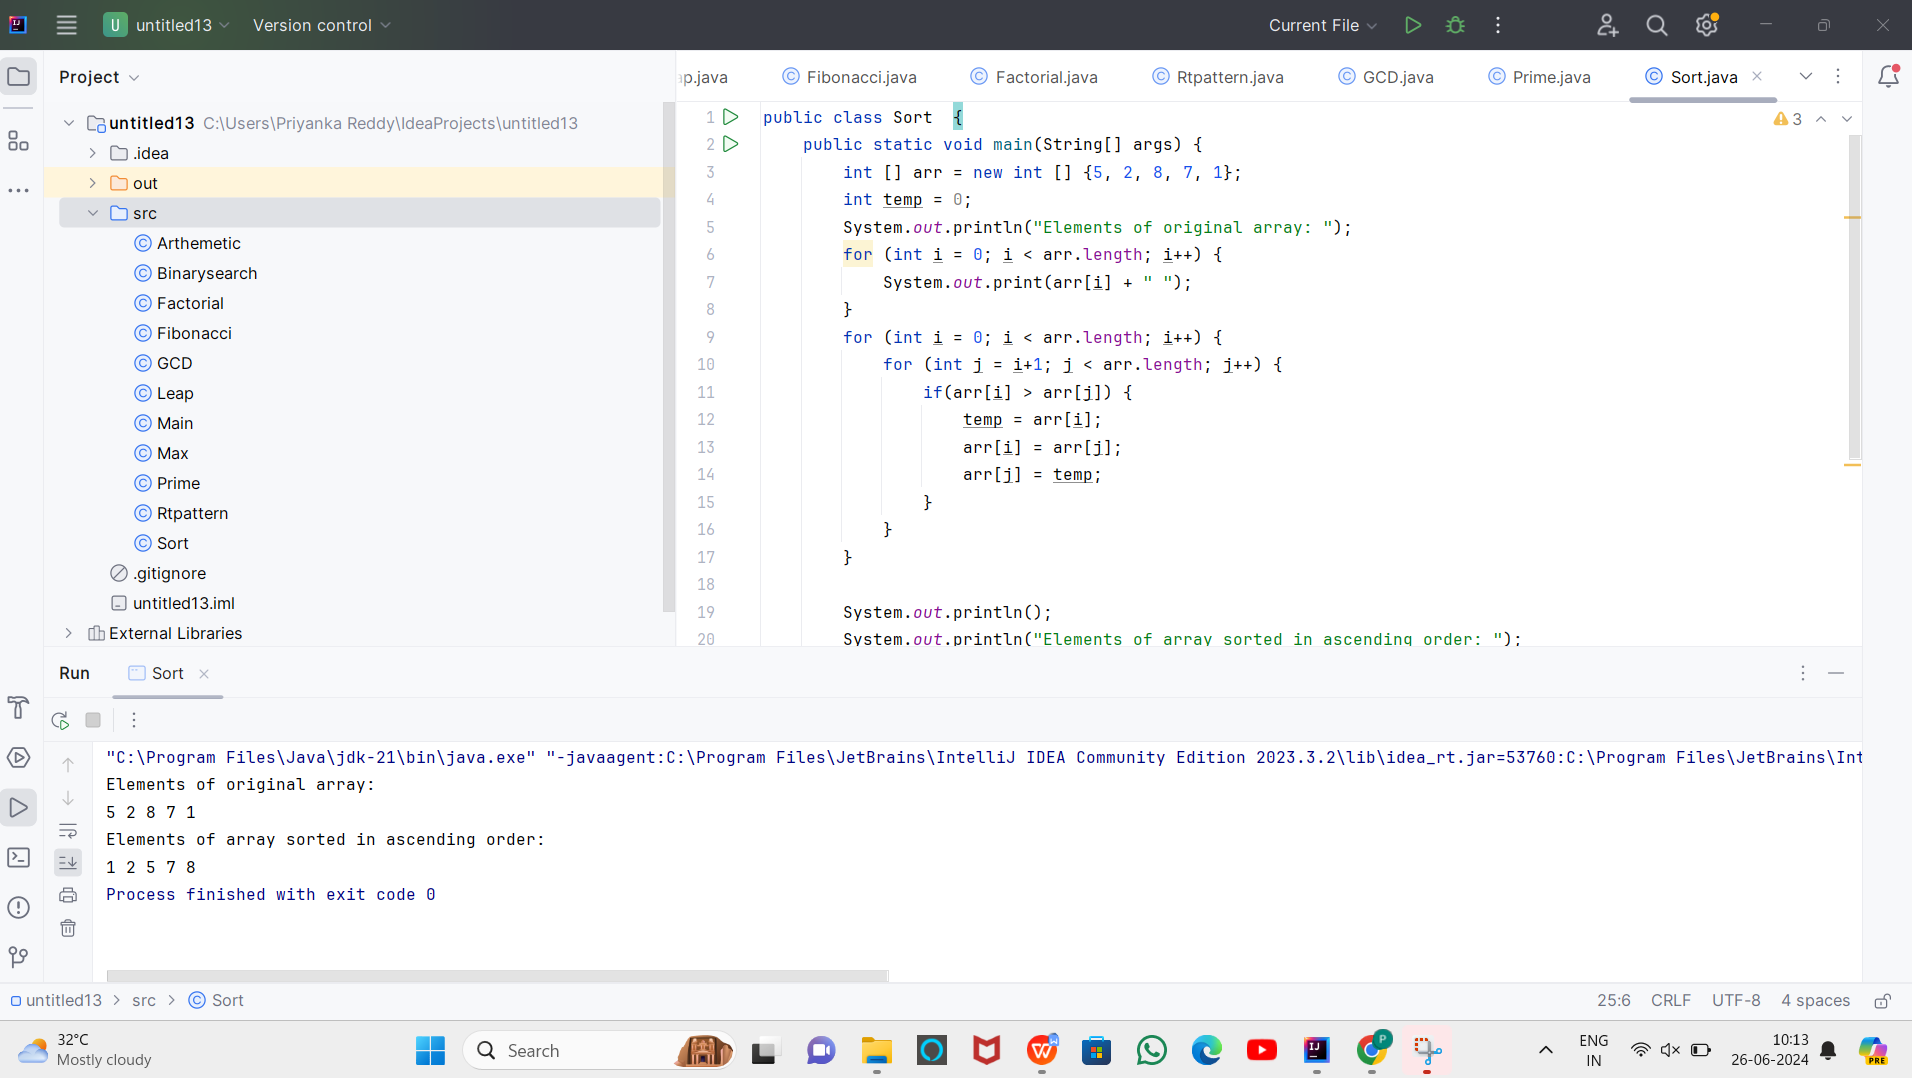 U untitled13 Version control Current File
Project
ap.java Fibonacci.java Factorial.java Rtpattern.java GCD.java Prime.java Sort.java
untitled13 C:\Users\Priyanka Reddy\IdeaProjects\untitled13
.idea
out
src
Arthemetic
Binarysearch
Factorial
Fibonacci
GCD
Leap
Main
Max
Prime
Rtpattern
Sort
.gitignore
untitled13.iml
External Libraries
3
1 public class Sort {
2 public static void main(String[] args) {
3 int [] arr = new int [] {5, 2, 8, 7, 1};
4 int temp = 0;
5 System.out.println("Elements of original array: ");
6 for (int i = 0; i < arr.length; i++) {
7 System.out.print(arr[i] + " ");
8 }
9 for (int i = 0; i < arr.length; i++) {
10 for (int j = i+1; j < arr.length; j++) {
11 if(arr[i] > arr[j]) {
12 temp = arr[i];
13 arr[i] = arr[j];
14 arr[j] = temp;
15 }
16 }
17 }
18
19 System.out.println();
20 System.out.println("Elements of array sorted in ascending order: ");
Run Sort
"C:\Program Files\Java\jdk-21\bin\java.exe" "-javaagent:C:\Program Files\JetBrains\IntelliJ IDEA Community Edition 2023.3.2\lib\idea_rt.jar=53760:C:\Program Files\JetBrains\Int
Elements of original array:
5 2 8 7 1
Elements of array sorted in ascending order:
1 2 5 7 8
Process finished with exit code 0
untitled13 > src > Sort 25:6 CRLF UTF-8 4 spaces
32°C
Mostly cloudy
Search
ENG
IN
10:13
26-06-2024
PRE